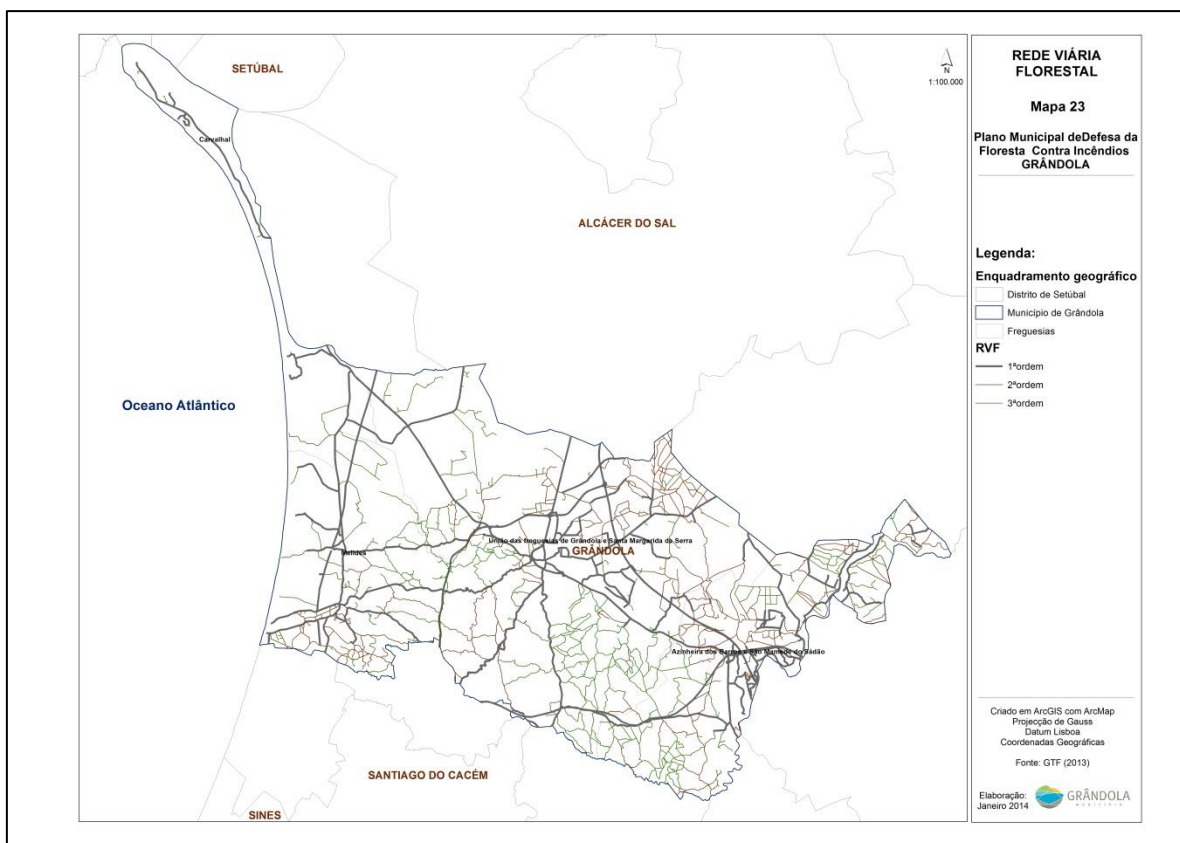 SETÚBAL
N
1:100.000
Carvalhal
ALCÁCER DO SAL
Oceano Atlântico
União das freguesias de Grândola e Santa Margarida da Serra
GRÂNDOLA
Melides
Azinheira dos Barros e São Mamede do Sádão
SANTIAGO DO CACÉM
SINES
REDE VIÁRIA
FLORESTAL
Mapa 23
Plano Municipal deDefesa da
Floresta Contra Incêndios
GRÂNDOLA
Legenda:
Enquadramento geográfico
Distrito de Setúbal
Município de Grândola
Freguesias
RVF
1ªordem
2ªordem
3ªordem
Criado em ArcGIS com ArcMap
Projecção de Gauss
Datum Lisboa
Coordenadas Geográficas
Fonte: GTF (2013)
Elaboração:
Janeiro 2014
GRÂNDOLA
MUNICÍPIO